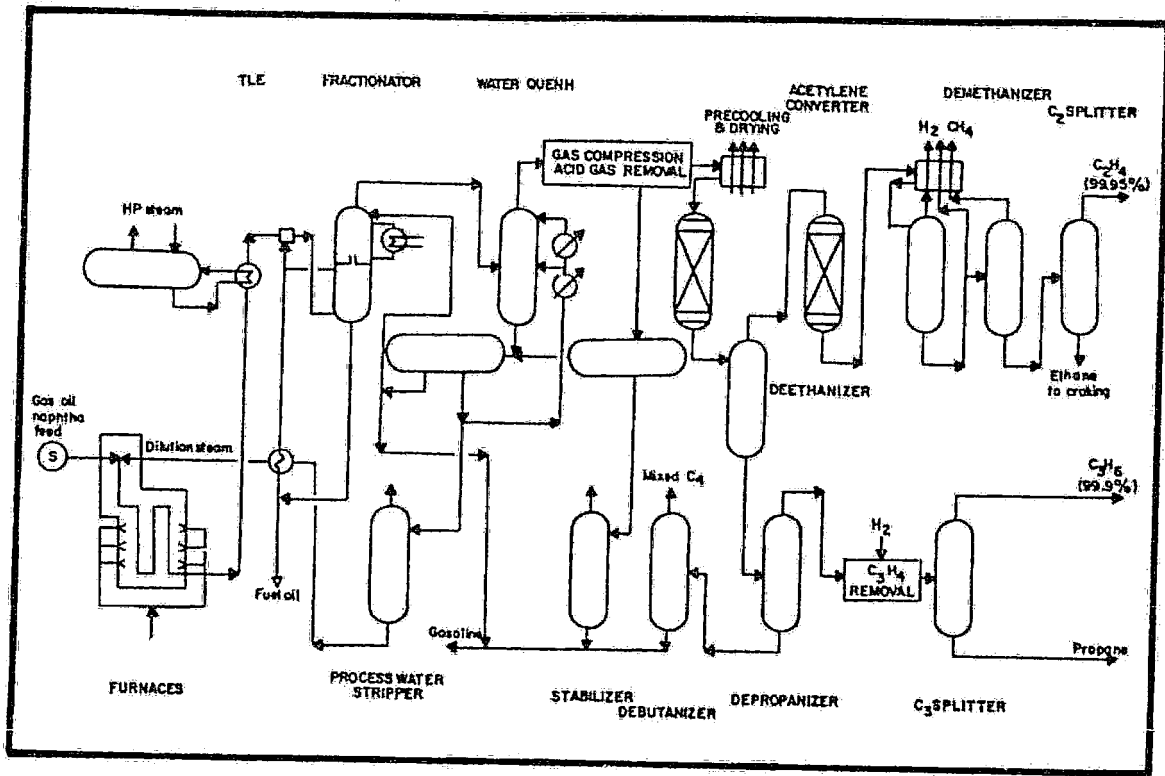 TLE
FRACTIONATOR
WATER QUENH
ACETYLENE
CONVERTER
DEMETHANIZER
C2 SPLITTER
PRECOOLING
& DRYING
H2 CH4
GAS COMPRESSION
ACID GAS REMOVAL
C2H4
(99.95%)
HP steam
DEETHANIZER
Ethane
to craking
Gas oil
naphtha
feed
S
Dilution steam
Mixed C4
C3H6
(99.9%)
H2
C3H4
REMOVAL
Fuel oil
Gasoline
Propane
FURNACES
PROCESS WATER
STRIPPER
STABILIZER
DEBUTANIZER
DEPROPANIZER
C3 SPLITTER